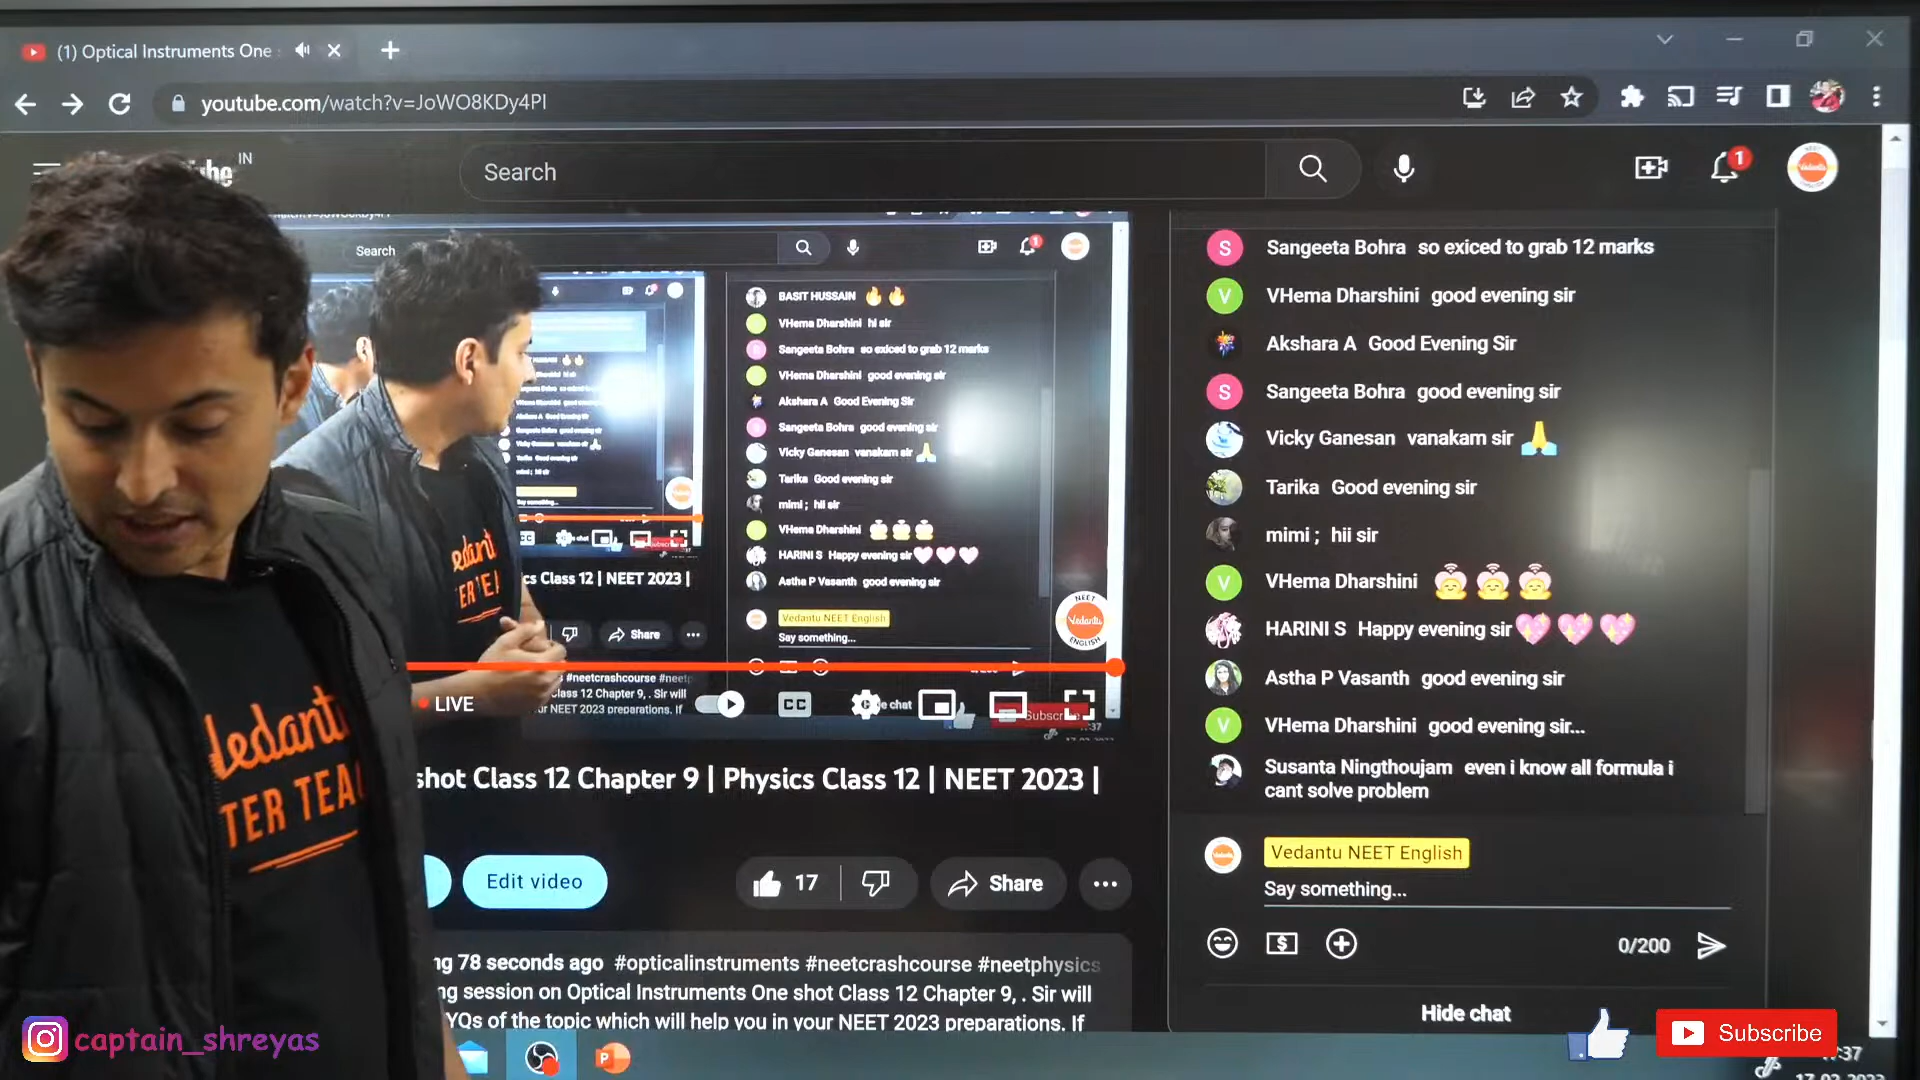 (1) Optical Instruments One
youtube.com/watch?v=JoWO8KDy4PI
IN
Search
1
NEET
Vedantu
Sangeeta Bohra so exiced to grab 12 marks
VHema Dharshini good evening sir
Akshara A Good Evening Sir
Sangeeta Bohra good evening sir
Vicky Ganesan vanakam sir 🙏
Tarika Good evening sir
mimi ; hii sir
VHema Dharshini
HARINI S Happy evening sir💖 💖 💖
Astha P Vasanth good evening sir
VHema Dharshini good evening sir...
Susanta Ningthoujam even i know all formula i
cant solve problem
Vedantu NEET English
Say something...
0/200
Hide chat
Search
BASIT HUSSAIN 🔥 🔥
VHema Dharshini hi sir
Sangeeta Bohra so exiced to grab 12 marks
VHema Dharshini good evening sir
Akshara A Good Evening Sir
Sangeeta Bohra good evening sir
Vicky Ganesan vanakam sir 🙏
Tarika Good evening sir
mimi ; hii sir
VHema Dharshini
HARINI S Happy evening sir
Astha P Vasanth good evening sir
Vedantu NEET English
Say something...
NEET
Vedantu
ENGLISH
cs Class 12 | NEET 2023 |
Share
#neetcrashcourse #neetp
lass 12 Chapter 9, . Sir will
ur NEET 2023 preparations. If
LIVE
CC
shot Class 12 Chapter 9 | Physics Class 12 | NEET 2023 |
Edit video
17
Share
ng 78 seconds ago #opticalinstruments #neetcrashcourse #neetphysics
ng session on Optical Instruments One shot Class 12 Chapter 9, . Sir will
YQs of the topic which will help you in your NEET 2023 preparations. If
Vedantu
TER TEA
captain_shreyas
Subscribe